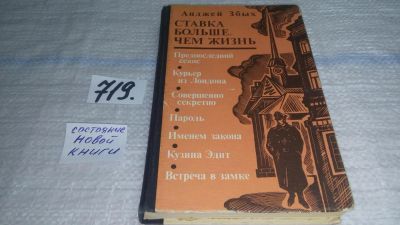 Анджей Збых
СТАВКА
БОЛЬШЕ,
ЧЕМ ЖИЗНЬ
Предпоследний
сеанс
Курьер
из Лондона
Совершенно
секретно
Пароль
Именем закона
Кузина Эдит
Встреча в замке
719.
состояние
новой
книги